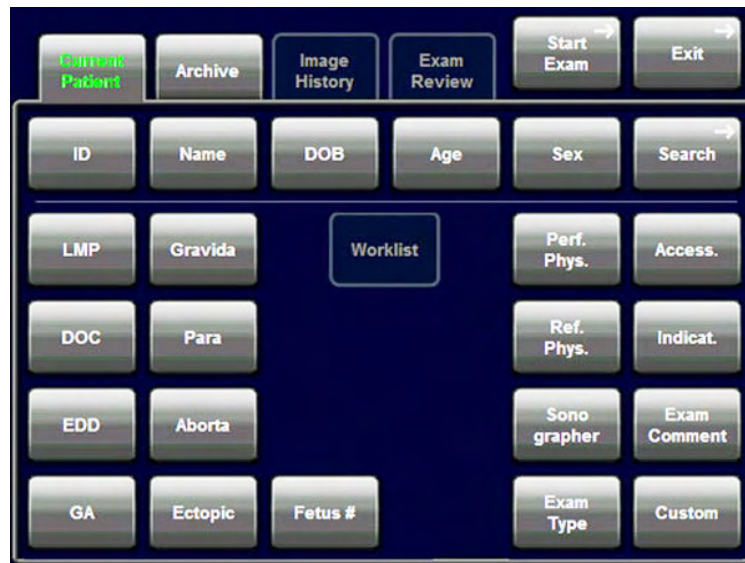 Current
Patient
Archive
Image
History
Exam
Review
Start
Exam
Exit
ID
Name
DOB
Age
Sex
Search
LMP
Gravida
Worklist
Perf.
Phys.
Access.
DOC
Para
Ref.
Phys.
Indicat.
EDD
Aborta
Sono
grapher
Exam
Comment
GA
Ectopic
Fetus #
Exam
Type
Custom